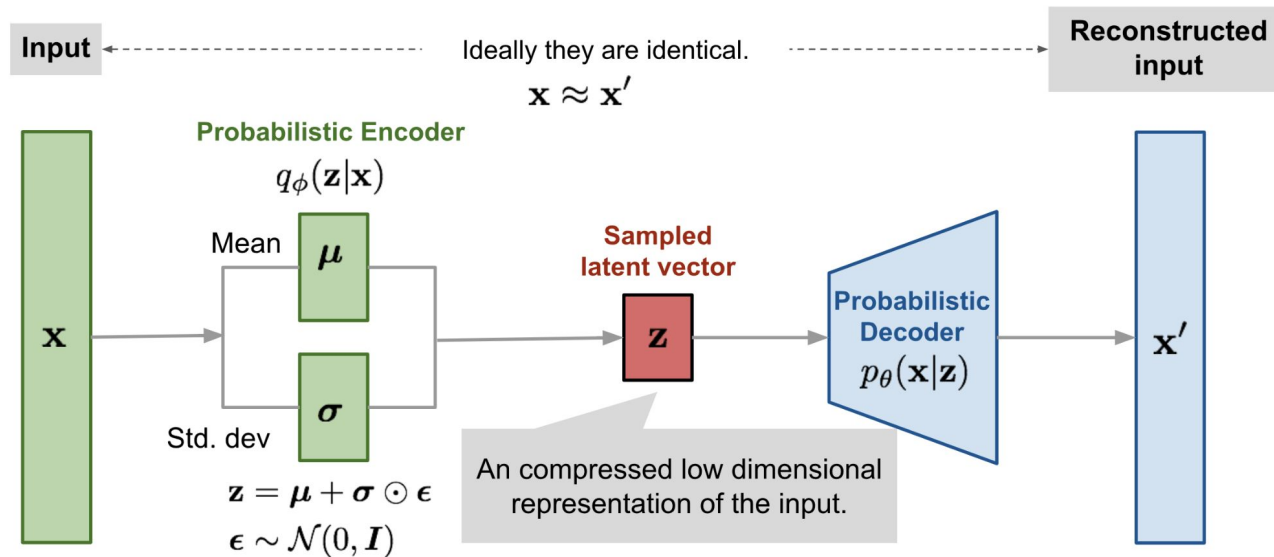 Input
Ideally they are identical.
x ≈ x′
Reconstructed
input
Probabilistic Encoder
qϕ(z|x)
Mean
μ
x
Std. dev
σ
z = μ + σ ⊙ ϵ
ϵ ∼ 𝒩(0, I)
Sampled
latent vector
z
An compressed low dimensional
representation of the input.
Probabilistic
Decoder
pθ(x|z)
x′